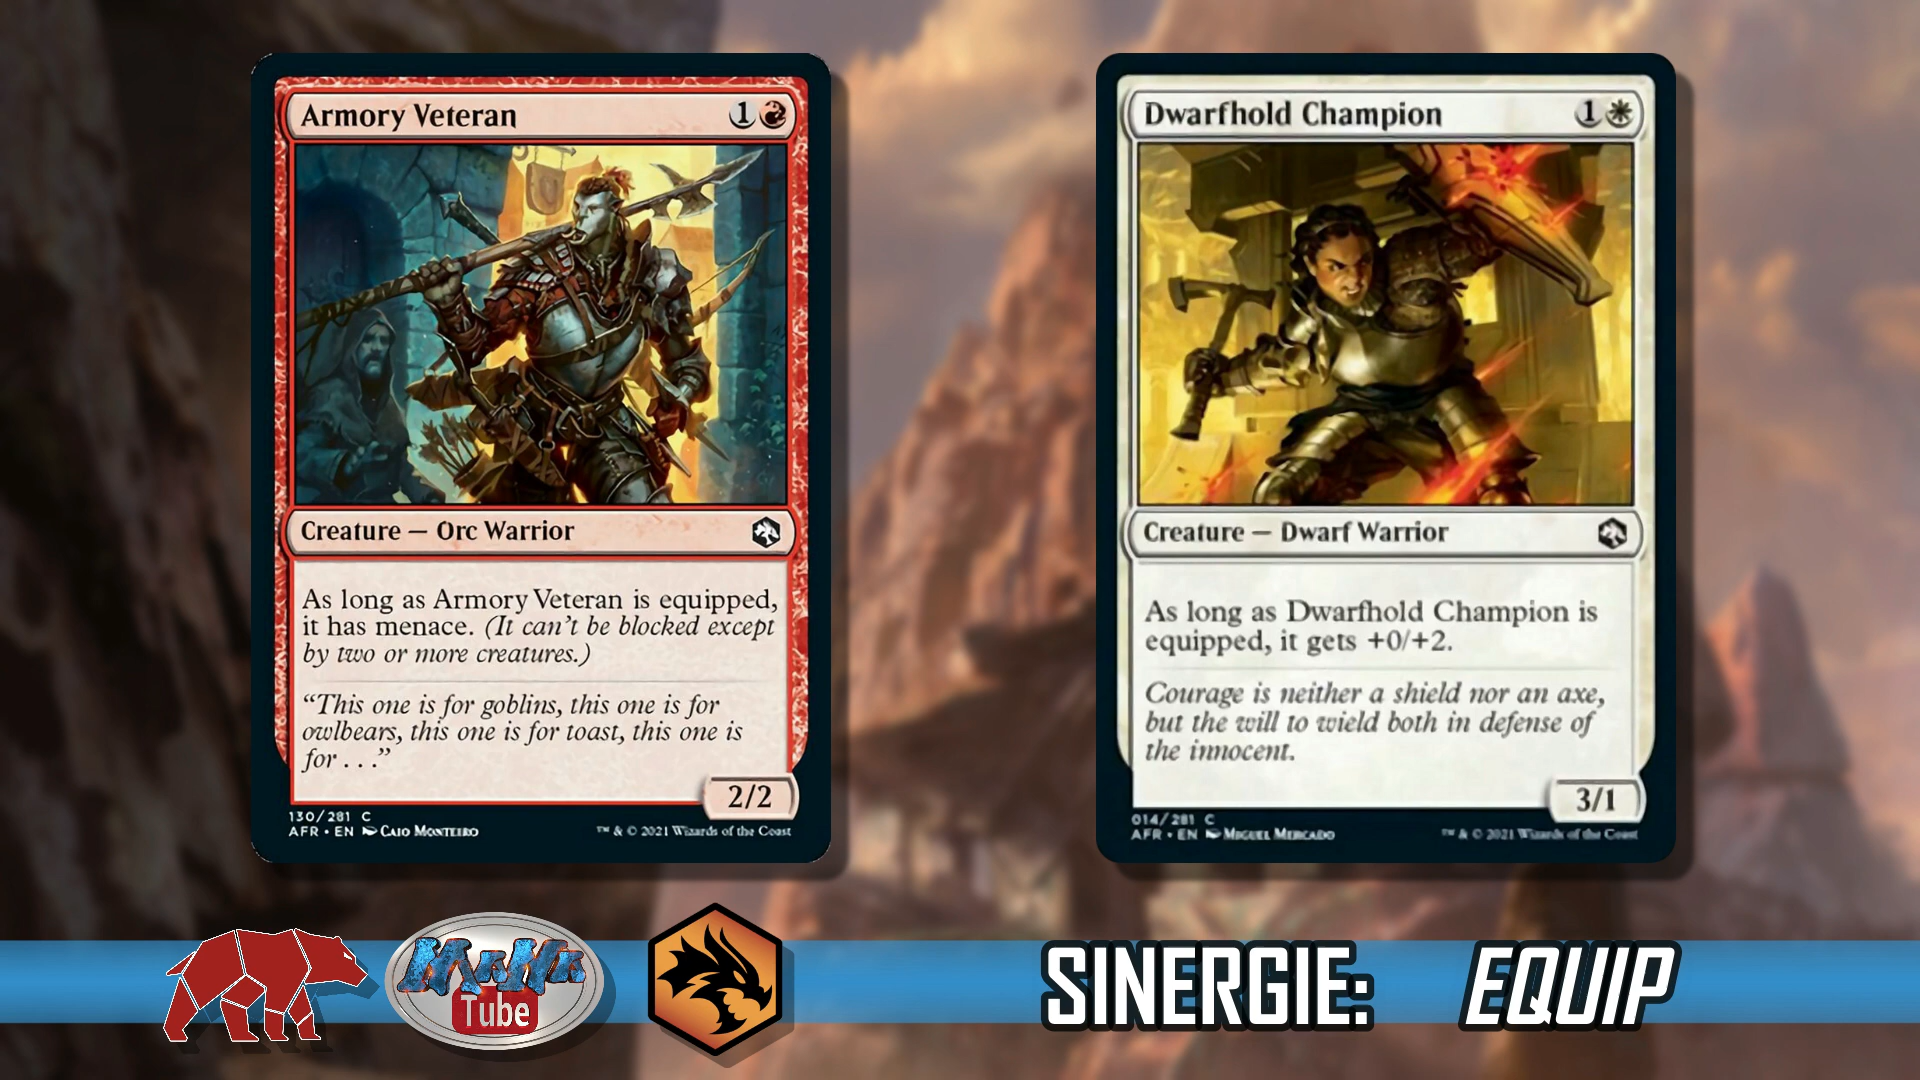 Armory Veteran
1
Creature — Orc Warrior
As long as Armory Veteran is equipped,
it has menace. (It can't be blocked except
by two or more creatures.)
“This one is for goblins, this one is for
owlbears, this one is for toast, this one is
for . . .”
2/2
130/281 C
AFR • EN Caio Monteiro
™ & © 2021 Wizards of the Coast
Dwarfhold Champion
1
Creature — Dwarf Warrior
As long as Dwarfhold Champion is
equipped, it gets +0/+2.
Courage is neither a shield nor an axe,
but the will to wield both in defense of
the innocent.
3/1
014/281 C
AFR • EN Miguel Mercado
™ & © 2021 Wizards of the Coast
MaNa
Tube
SINERGIE: EQUIP